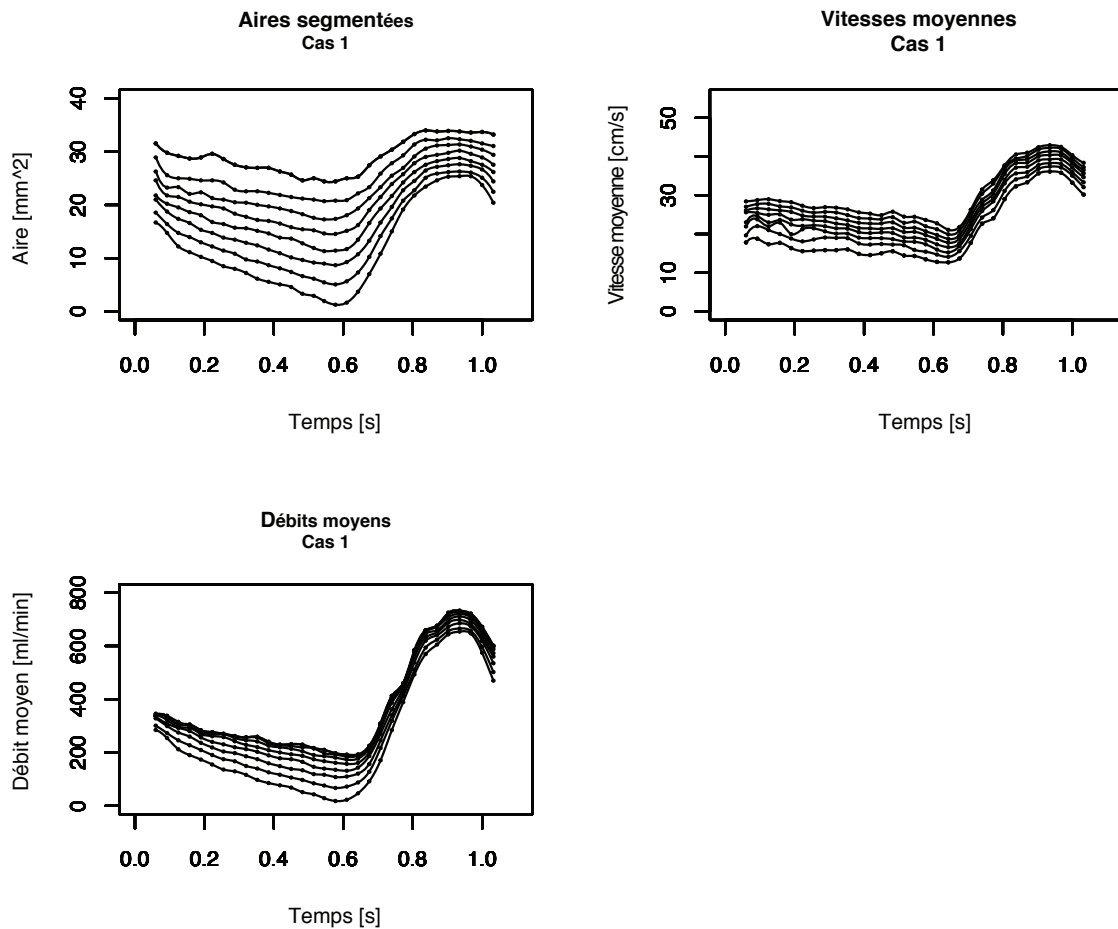 Aires segmentées
Cas 1
Aire [mm^2]
40
30
20
10
0
0.0 0.2 0.4 0.6 0.8 1.0
Temps [s]
Vitesses moyennes
Cas 1
Vitesse moyenne [cm/s]
50
30
10
0
0.0 0.2 0.4 0.6 0.8 1.0
Temps [s]
Débits moyens
Cas 1
Débit moyen [ml/min]
800
600
400
200
0
0.0 0.2 0.4 0.6 0.8 1.0
Temps [s]